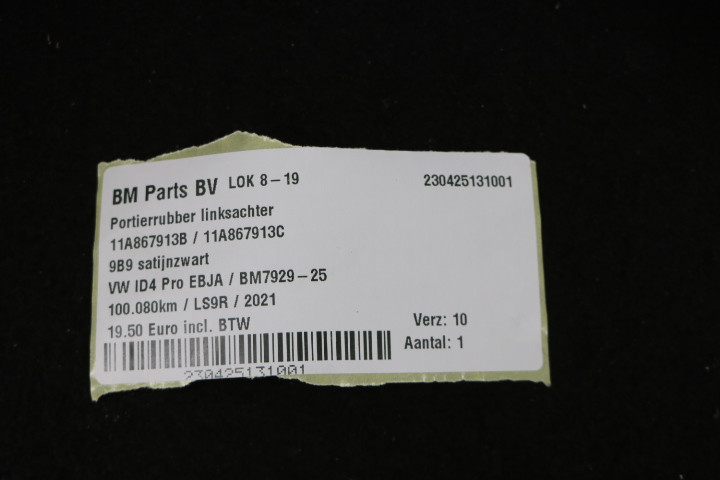 BM Parts BV LOK 8-19 230425131001
Portierrubber linksachter
11A867913B / 11A867913C
9B9 satijnzwart
VW ID4 Pro EBJA / BM7929-25
100.080km / LS9R / 2021
19.50 Euro incl. BTW
Verz: 10
Aantal: 1
230425131001